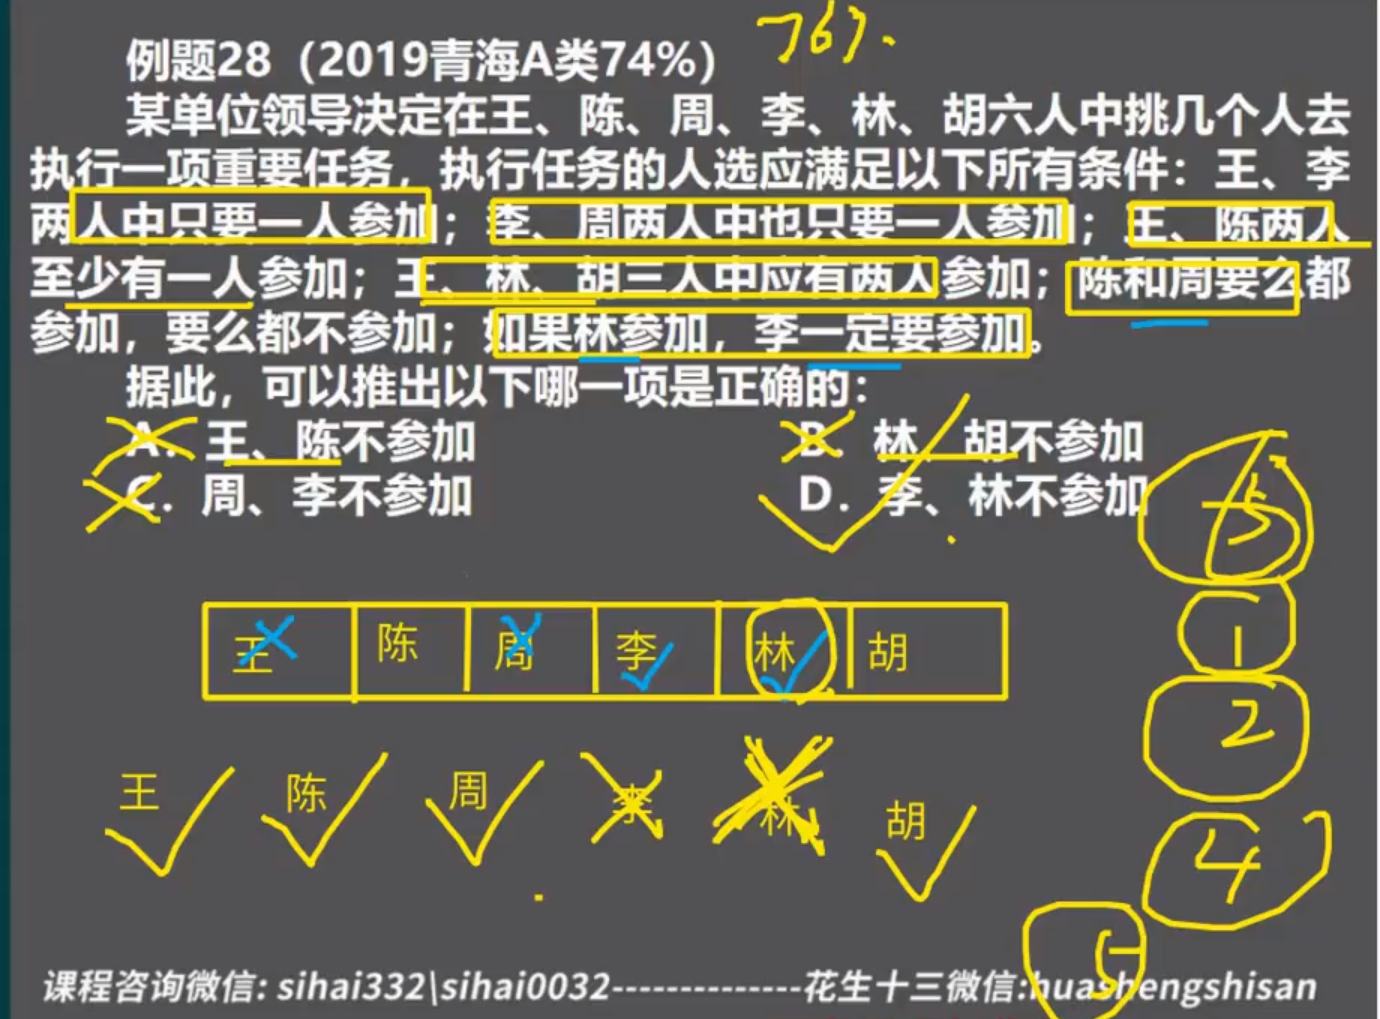 763.
例题28（2019青海A类74%）
某单位领导决定在王、陈、周、李、林、胡六人中挑几个人去
执行一项重要任务，执行任务的人选应满足以下所有条件：王、李
两人中只要一人参加；李、周两人中也只要一人参加；王、陈两人
至少有一人参加；王、林、胡三人中应有两人参加；陈和周要么都
参加，要么都不参加；如果林参加，李一定要参加。
据此，可以推出以下哪一项是正确的：
A．王、陈不参加 B．林、胡不参加
C．周、李不参加 D．李、林不参加
王 陈 周 李 林 胡
1
2
王 陈 周 李 林 胡
4
5
课程咨询微信: sihai332\sihai0032--------------花生十三微信:huashengshisan